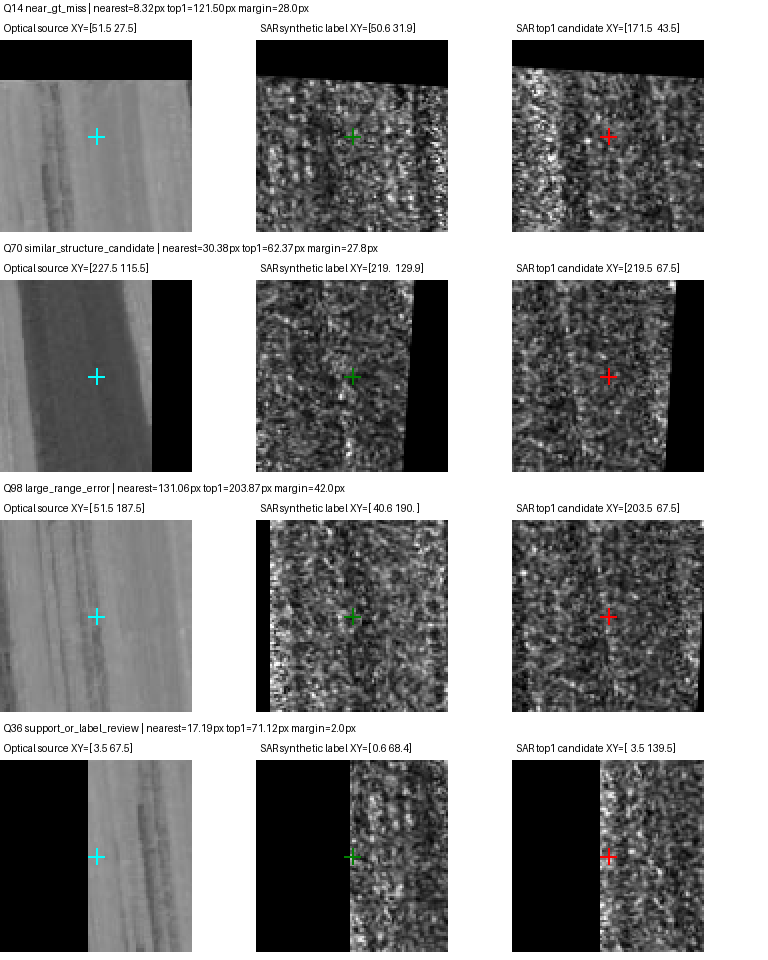 Q14 near_gt_miss | nearest=8.32px top1=121.50px margin=28.0px
Optical source XY=[51.5 27.5] SAR synthetic label XY=[50.6 31.9] SAR top1 candidate XY=[171.5  43.5]
Q70 similar_structure_candidate | nearest=30.38px top1=62.37px margin=27.8px
Optical source XY=[227.5 115.5] SAR synthetic label XY=[219.  129.9] SAR top1 candidate XY=[219.5  67.5]
Q98 large_range_error | nearest=131.06px top1=203.87px margin=42.0px
Optical source XY=[ 51.5 187.5] SAR synthetic label XY=[ 40.6 190. ] SAR top1 candidate XY=[203.5  67.5]
Q36 support_or_label_review | nearest=17.19px top1=71.12px margin=2.0px
Optical source XY=[ 3.5 67.5] SAR synthetic label XY=[ 0.6 68.4] SAR top1 candidate XY=[  3.5 139.5]